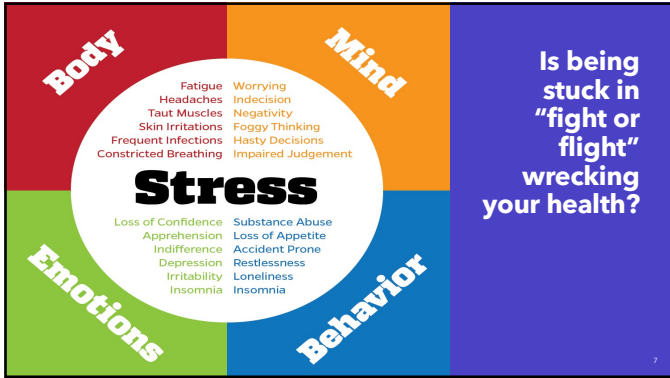 Body
Mind
Fatigue Worrying
Headaches Indecision
Taut Muscles Negativity
Skin Irritations Foggy Thinking
Frequent Infections Hasty Decisions
Constricted Breathing Impaired Judgement
Stress
Loss of Confidence Substance Abuse
Apprehension Loss of Appetite
Indifference Accident Prone
Depression Restlessness
Irritability Loneliness
Insomnia Insomnia
Emotions
Behavior
Is being
stuck in
“fight or
flight”
wrecking
your health?
7